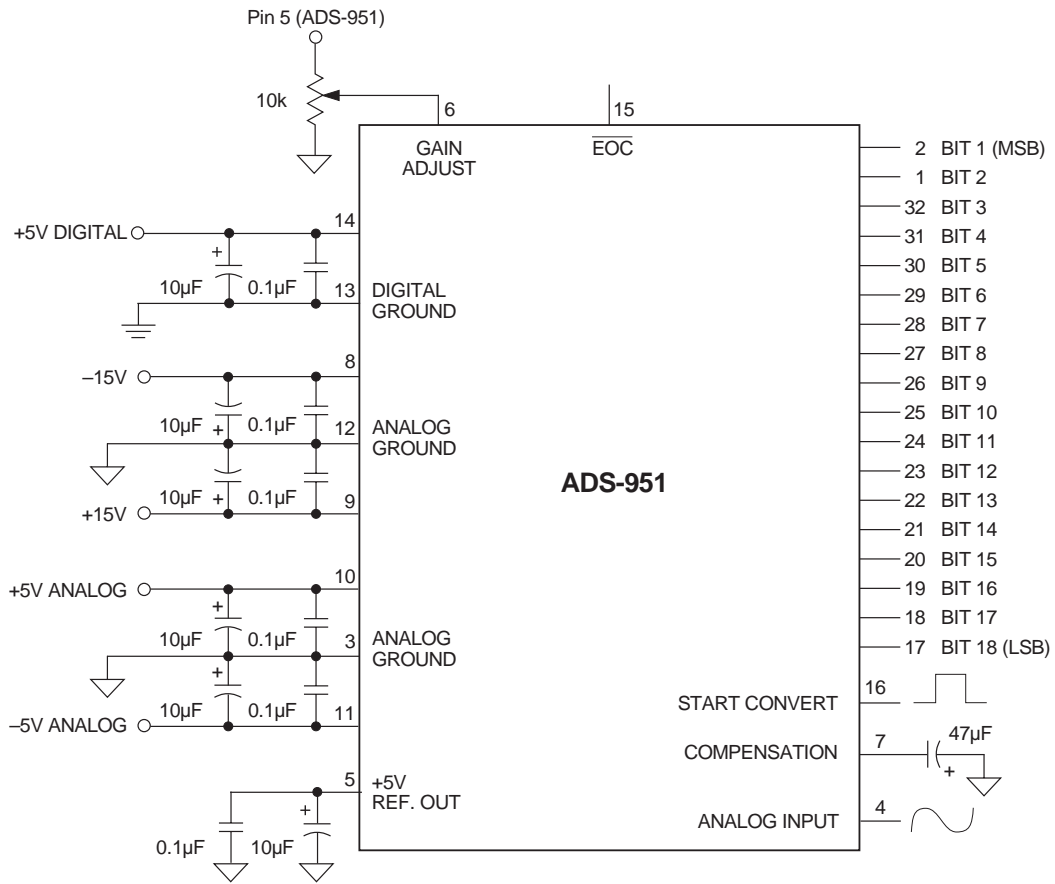 Pin 5 (ADS-951)
10k
6
GAIN
ADJUST
15
EOC
2 BIT 1 (MSB)
1 BIT 2
32 BIT 3
31 BIT 4
30 BIT 5
29 BIT 6
28 BIT 7
27 BIT 8
26 BIT 9
25 BIT 10
24 BIT 11
23 BIT 12
22 BIT 13
21 BIT 14
20 BIT 15
19 BIT 16
18 BIT 17
17 BIT 18 (LSB)
+5V DIGITAL
14
+
10µF
0.1µF
13
DIGITAL
GROUND
–15V
8
10µF
+
0.1µF
12
ANALOG
GROUND
10µF
+
0.1µF
+15V
9
ADS-951
+5V ANALOG
10
+
10µF
0.1µF
3
ANALOG
GROUND
+
10µF
0.1µF
–5V ANALOG
11
5
+5V
REF. OUT
+
0.1µF
10µF
START CONVERT
16
COMPENSATION
7
47µF
+
ANALOG INPUT
4